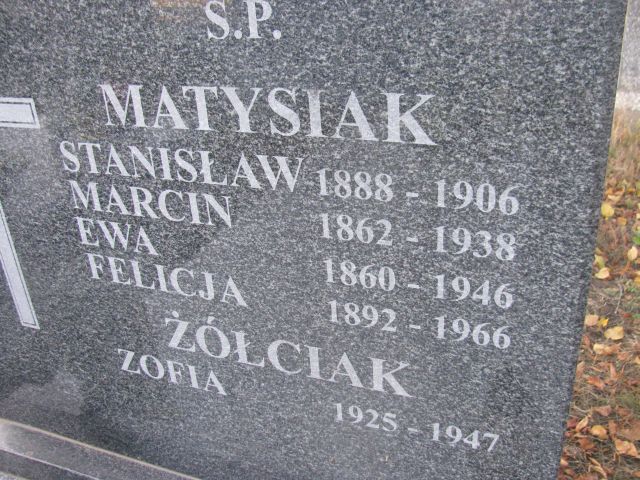 S.P.
MATYSIAK
STANISŁAW 1888 - 1906
MARCIN 1862 - 1938
EWA 1860 - 1946
FELICJA 1892 - 1966
ŻÓŁCIAK
ZOFIA 1925 - 1947